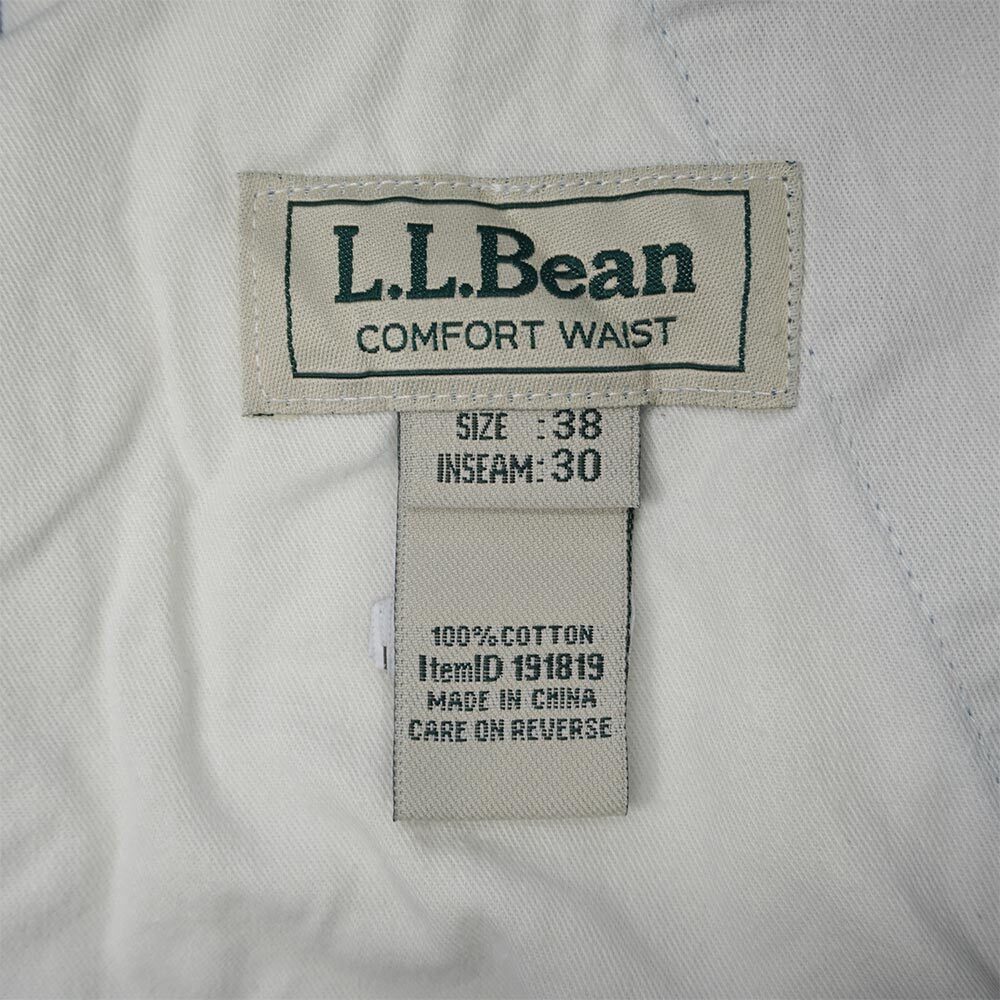 L.L.Bean
COMFORT WAIST
SIZE : 38
INSEAM: 30
100% COTTON
ItemID 191819
MADE IN CHINA
CARE ON REVERSE